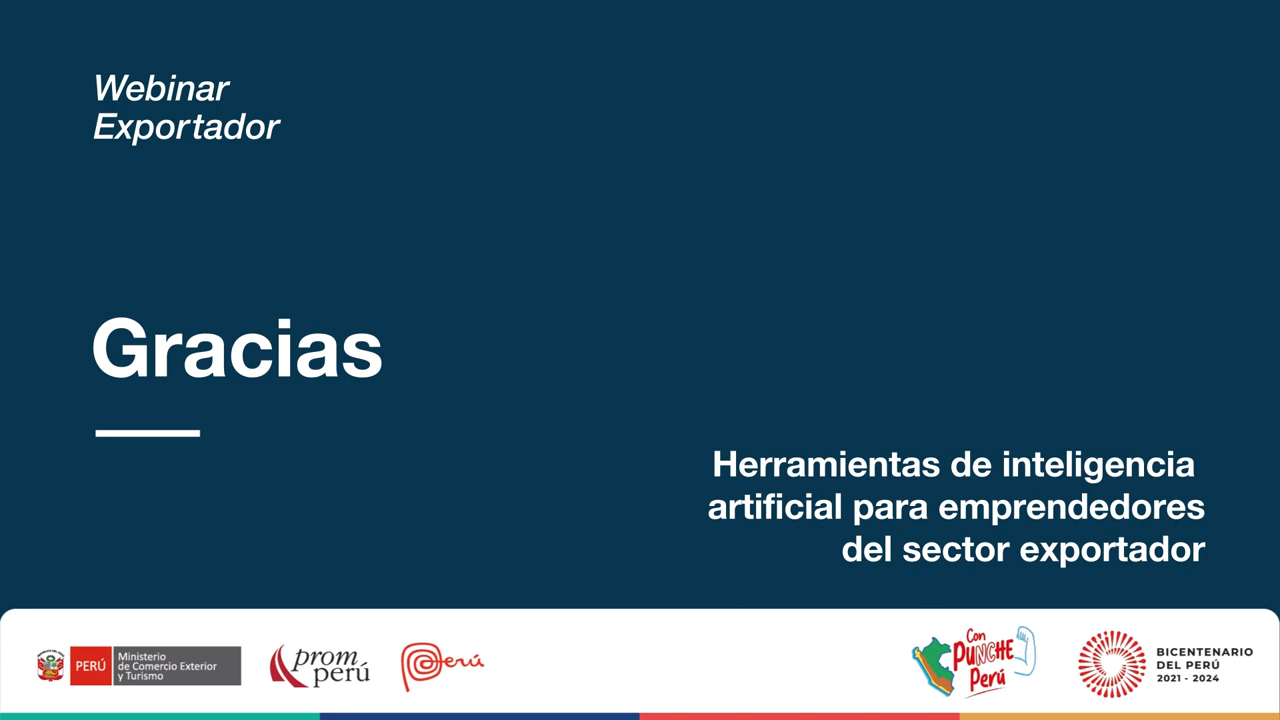 Webinar
Exportador
Gracias
Herramientas de inteligencia
artificial para emprendedores
del sector exportador
PERÚ
Ministerio
de Comercio Exterior
y Turismo
prom
perú
Perú
Con
PUNCHE
Perú
BICENTENARIO
DEL PERÚ
2021 - 2024